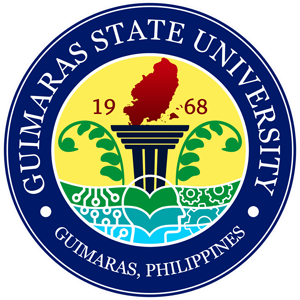 GUIMARAS STATE UNIVERSITY
19 68
GUIMARAS, PHILIPPINES